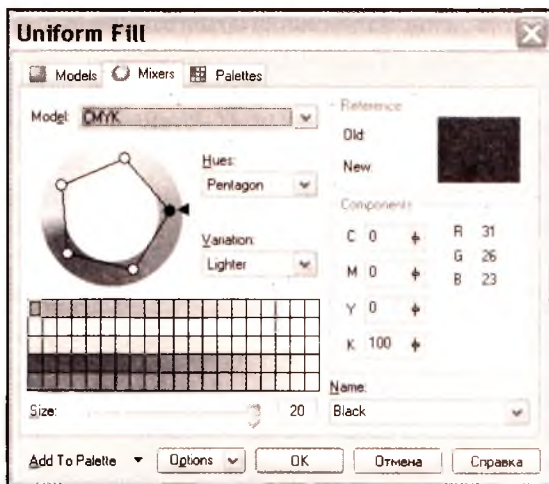 Uniform Fill
Models Mixers Palettes
Model: CMYK
Hues:
Pentagon
Variation:
Lighter
Size: 20
Reference
Old:
New:
Components
C 0 R 31
M 0 G 26
Y 0 B 23
K 100
Name:
Black
Add To Palette Options OK Отмена Справка